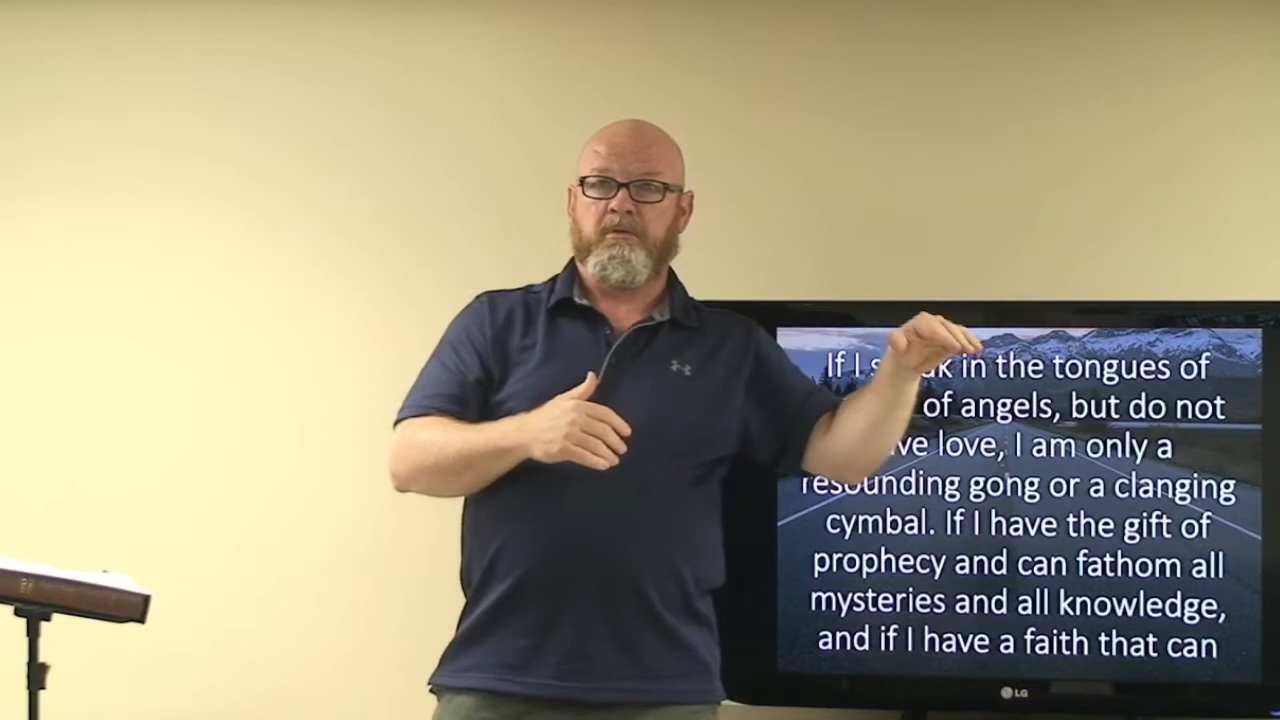 If I in the tongues of
of angels, but do not
love, I am only a
resounding gong or a clanging
cymbal. If I have the gift of
prophecy and can fathom all
mysteries and all knowledge,
and if I have a faith that can
LG